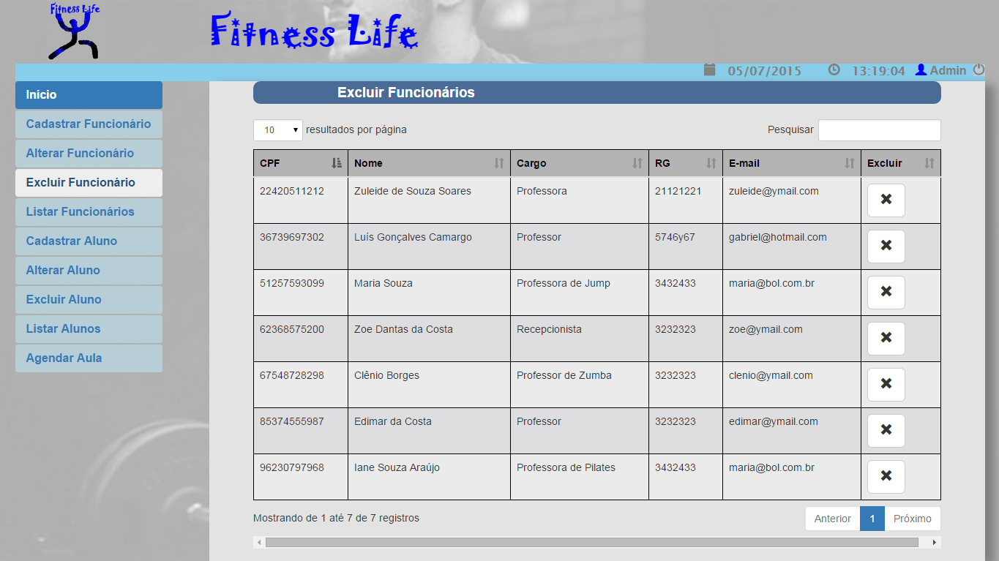 Fitness Life
Fitness Life
05/07/2015 13:19:04 Admin
Início
Cadastrar Funcionário
Alterar Funcionário
Excluir Funcionário
Listar Funcionários
Cadastrar Aluno
Alterar Aluno
Excluir Aluno
Listar Alunos
Agendar Aula
Excluir Funcionários
10 resultados por página Pesquisar
CPF Nome Cargo RG E-mail Excluir
22420511212 Zuleide de Souza Soares Professora 21121221 zuleide@ymail.com
36739697302 Luís Gonçalves Camargo Professor 5746y67 gabriel@hotmail.com
51257593099 Maria Souza Professora de Jump 3432433 maria@bol.com.br
62368575200 Zoe Dantas da Costa Recepcionista 3232323 zoe@ymail.com
67548728298 Clênio Borges Professor de Zumba 3232323 clenio@ymail.com
85374555987 Edimar da Costa Professor 3232323 edimar@ymail.com
96230797968 Iane Souza Araújo Professora de Pilates 3432433 maria@bol.com.br
Mostrando de 1 até 7 de 7 registros Anterior 1 Próximo